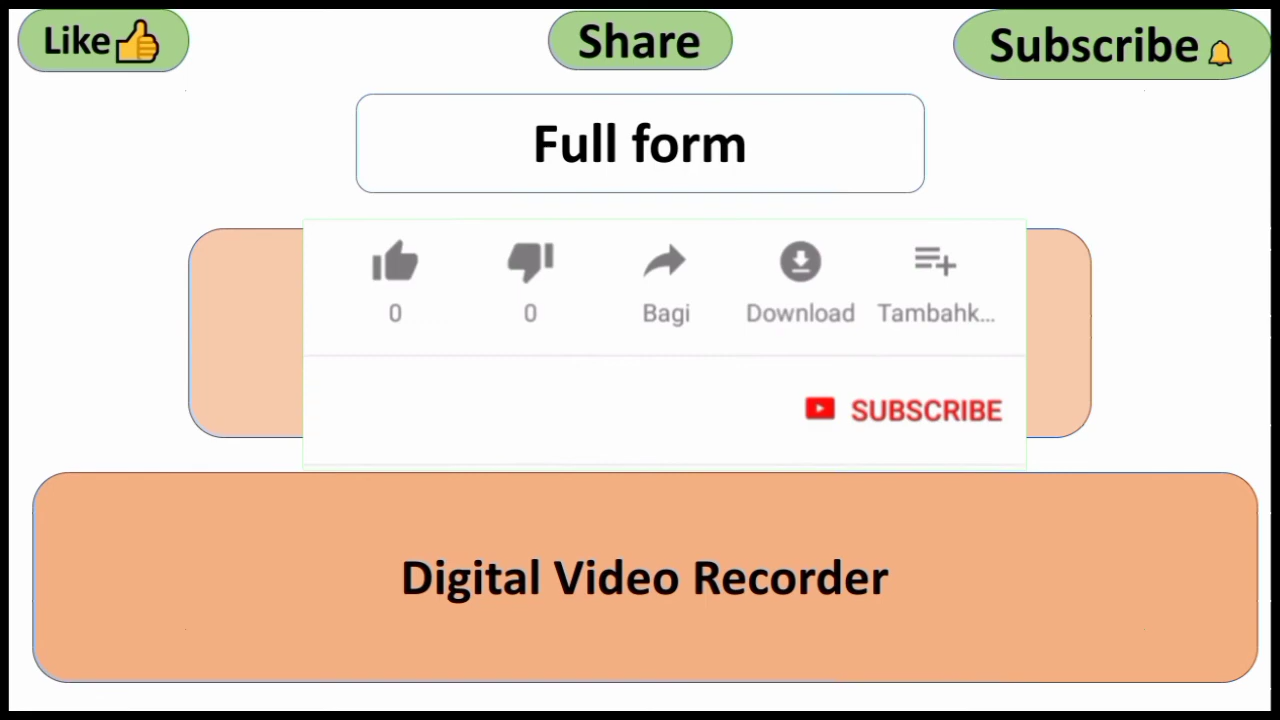 Like
Share
Subscribe
Full form
0
0
Bagi
Download
Tambahk...
SUBSCRIBE
Digital Video Recorder